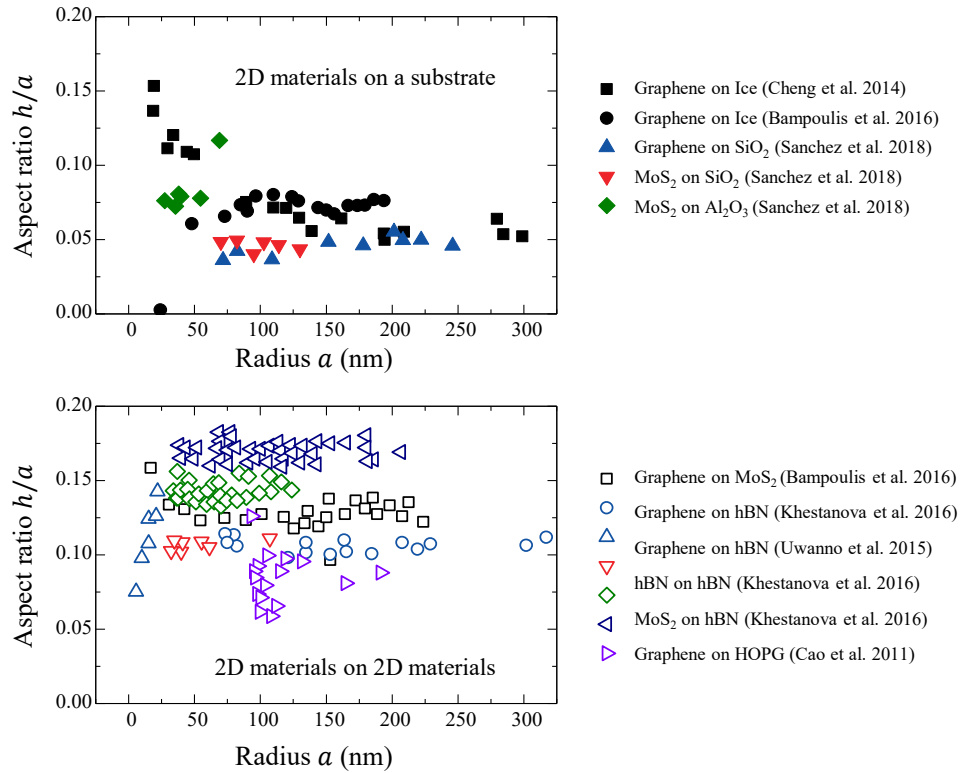 0.20
0.15
0.10
0.05
0.00
Aspect ratio h/a
2D materials on a substrate
0 50 100 150 200 250 300
Radius a (nm)
Graphene on Ice (Cheng et al. 2014)
Graphene on Ice (Bampoulis et al. 2016)
Graphene on SiO₂ (Sanchez et al. 2018)
MoS₂ on SiO₂ (Sanchez et al. 2018)
MoS₂ on Al₂O₃ (Sanchez et al. 2018)
0.20
0.15
0.10
0.05
0.00
Aspect ratio h/a
2D materials on 2D materials
0 50 100 150 200 250 300
Radius a (nm)
Graphene on MoS₂ (Bampoulis et al. 2016)
Graphene on hBN (Khestanova et al. 2016)
Graphene on hBN (Uwanno et al. 2015)
hBN on hBN (Khestanova et al. 2016)
MoS₂ on hBN (Khestanova et al. 2016)
Graphene on HOPG (Cao et al. 2011)